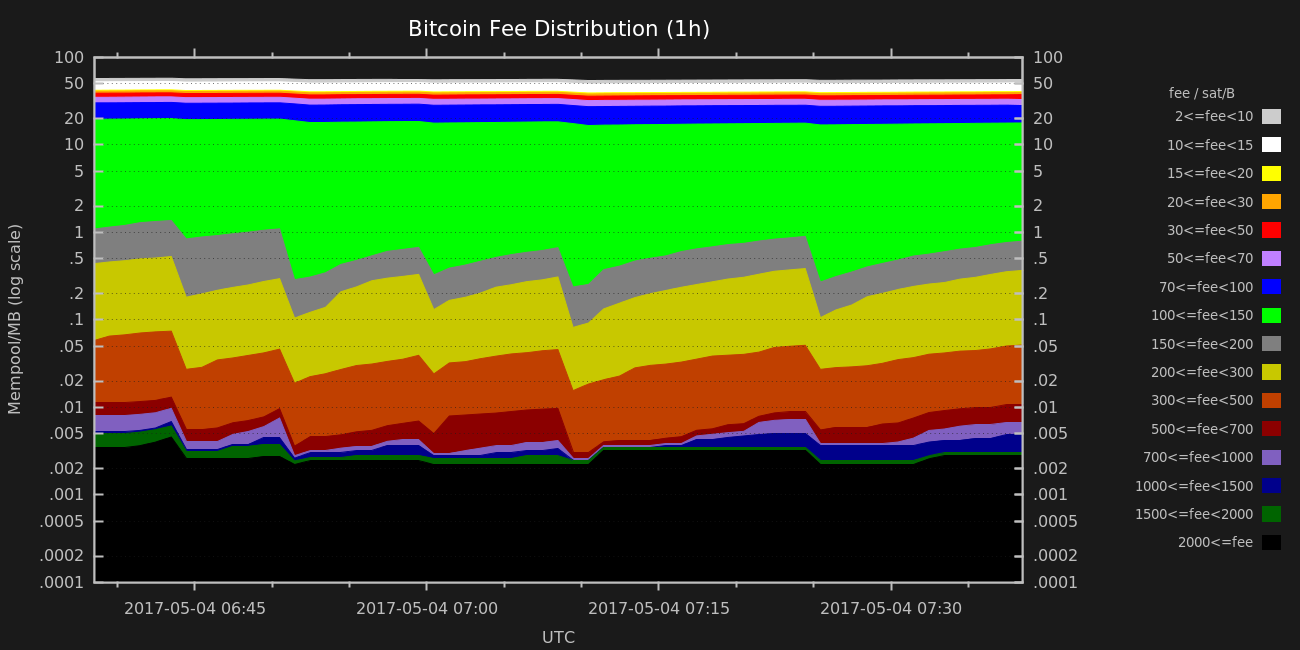 Bitcoin Fee Distribution (1h)
Mempool/MB (log scale)
100
50
20
10
5
2
1
.5
.2
.1
.05
.02
.01
.005
.002
.001
.0005
.0002
.0001
100
50
20
10
5
2
1
.5
.2
.1
.05
.02
.01
.005
.002
.001
.0005
.0002
.0001
2017-05-04 06:45
2017-05-04 07:00
2017-05-04 07:15
2017-05-04 07:30
UTC
fee / sat/B
2<=fee<10
10<=fee<15
15<=fee<20
20<=fee<30
30<=fee<50
50<=fee<70
70<=fee<100
100<=fee<150
150<=fee<200
200<=fee<300
300<=fee<500
500<=fee<700
700<=fee<1000
1000<=fee<1500
1500<=fee<2000
2000<=fee